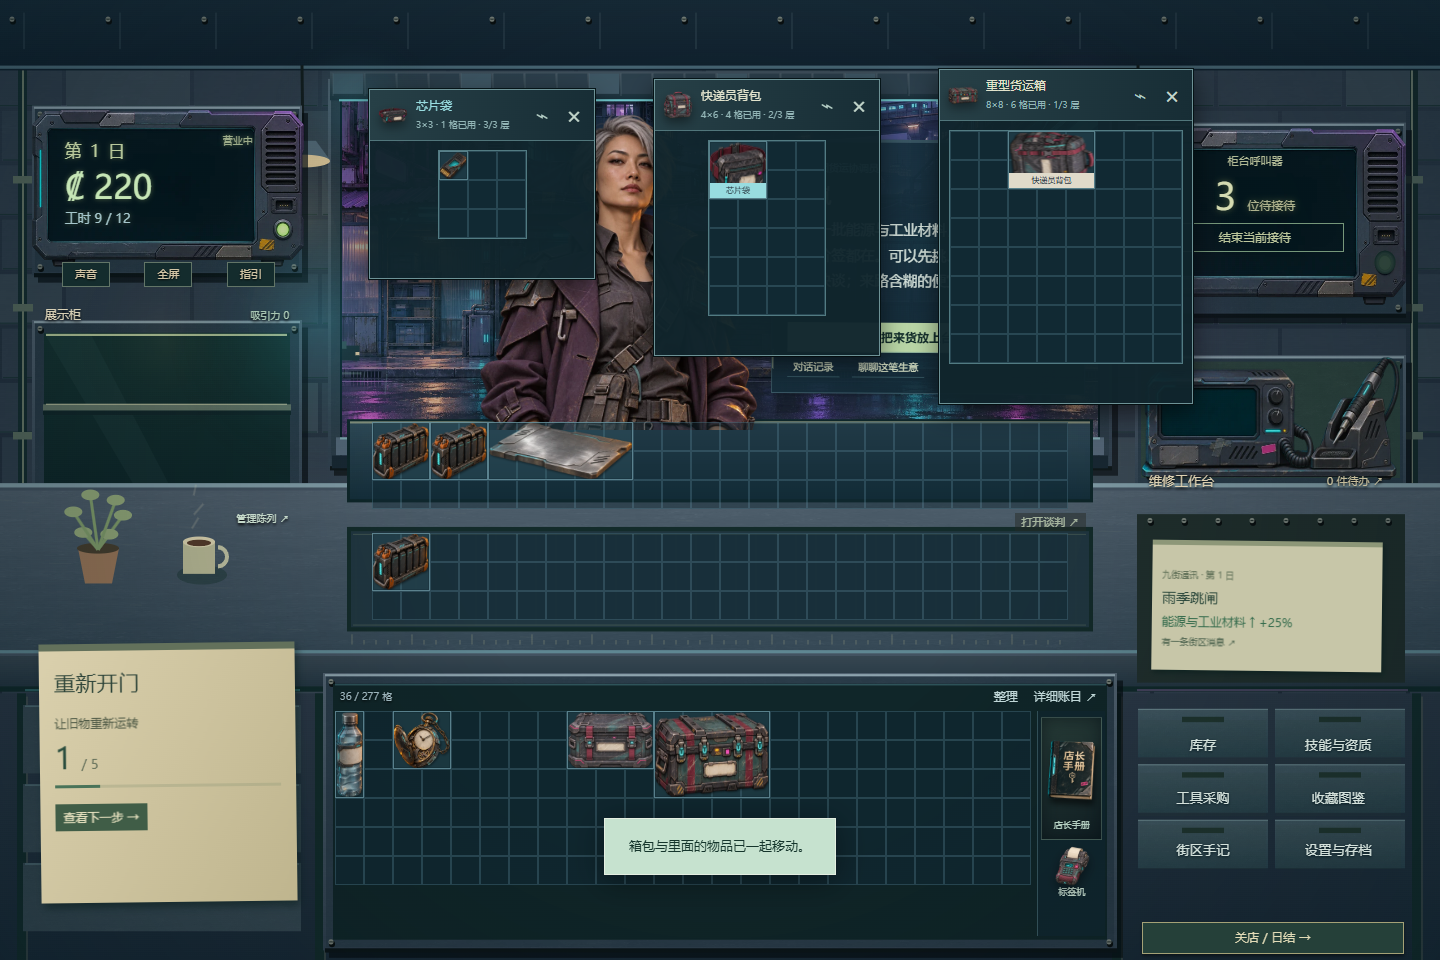 第 1 日
营业中
₡ 220
工时 9 / 12
声音
全屏
指引
展示柜
吸引力 0
管理陈列 ↗
重新开门
让旧物重新运转
1 / 5
查看下一步 →
芯片袋
3×3 · 1 格已用 · 3/3 层
快递员背包
4×6 · 4 格已用 · 2/3 层
芯片袋
重型货运箱
8×8 · 6 格已用 · 1/3 层
快递员背包
与工业材料
可以先
格含糊的
把来货放上
对话记录
聊聊这笔生意
打开谈判 ↗
柜台呼叫器
3 位待接待
结束当前接待
维修工作台
0 件待办 ↗
九街通讯 · 第 1 日
雨季跳闸
能源与工业材料 ↑ +25%
有一条街区消息 ↗
36 / 277 格
整理
详细账目 ↗
店长
手册
店长手册
标签机
箱包与里面的物品已一起移动。
库存
技能与资质
工具采购
收藏图鉴
街区手记
设置与存档
关店 / 日结 →